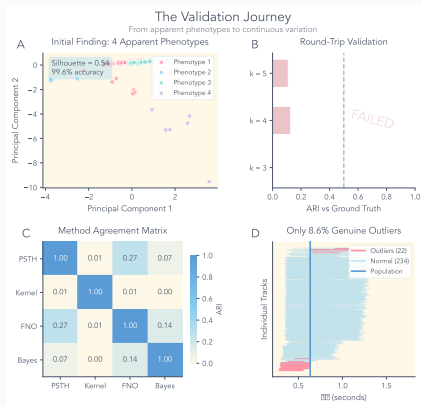 The Validation Journey
From apparent phenotypes to continuous variation
A
Initial Finding: 4 Apparent Phenotypes
Silhouette = 0.54
99.6% accuracy
Phenotype 1
Phenotype 2
Phenotype 3
Phenotype 4
Principal Component 2
0
−2
−4
−6
−8
−10
−4
−2
0
2
Principal Component 1
B
Round-Trip Validation
k = 5
k = 4
k = 3
FAILED
0.0
0.2
0.4
0.6
0.8
1.0
ARI vs Ground Truth
C
Method Agreement Matrix
PSTH
1.00 0.01 0.27 0.07
Kernel
0.01 1.00 0.01 0.00
FNO
0.27 0.01 1.00 0.14
Bayes
0.07 0.00 0.14 1.00
PSTH Kernel FNO Bayes
1.0
0.8
0.6
0.4
0.2
0.0
ARI
D
Only 8.6% Genuine Outliers
Outliers (22)
Normal (234)
Population
Individual Tracks
0.5
1.0
1.5
(seconds)